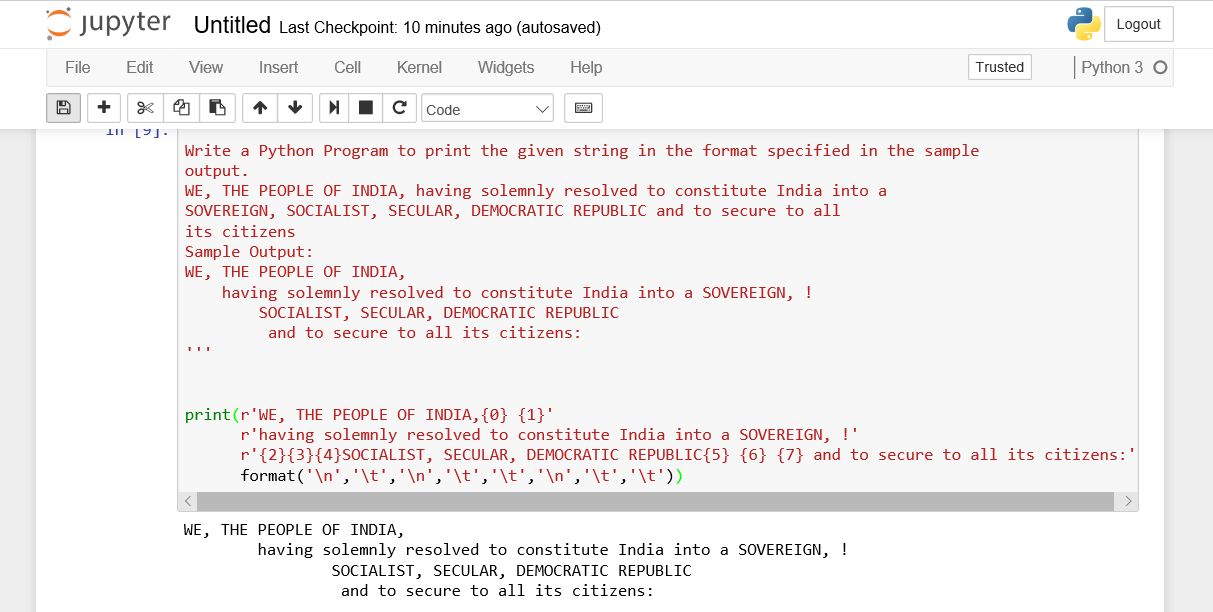 jupyter Untitled Last Checkpoint: 10 minutes ago (autosaved) Logout
File Edit View Insert Cell Kernel Widgets Help Trusted Python 3
Code
In [9]:
Write a Python Program to print the given string in the format specified in the sample
output.
WE, THE PEOPLE OF INDIA, having solemnly resolved to constitute India into a
SOVEREIGN, SOCIALIST, SECULAR, DEMOCRATIC REPUBLIC and to secure to all
its citizens
Sample Output:
WE, THE PEOPLE OF INDIA,
    having solemnly resolved to constitute India into a SOVEREIGN, !
        SOCIALIST, SECULAR, DEMOCRATIC REPUBLIC
         and to secure to all its citizens:
'''
print(r'WE, THE PEOPLE OF INDIA,{0} {1}'
      r'having solemnly resolved to constitute India into a SOVEREIGN, !'
      r'{2}{3}{4}SOCIALIST, SECULAR, DEMOCRATIC REPUBLIC{5} {6} {7} and to secure to all its citizens:'
      format('\n','\t','\n','\t','\t','\n','\t','\t'))
WE, THE PEOPLE OF INDIA,
        having solemnly resolved to constitute India into a SOVEREIGN, !
                SOCIALIST, SECULAR, DEMOCRATIC REPUBLIC
                 and to secure to all its citizens: